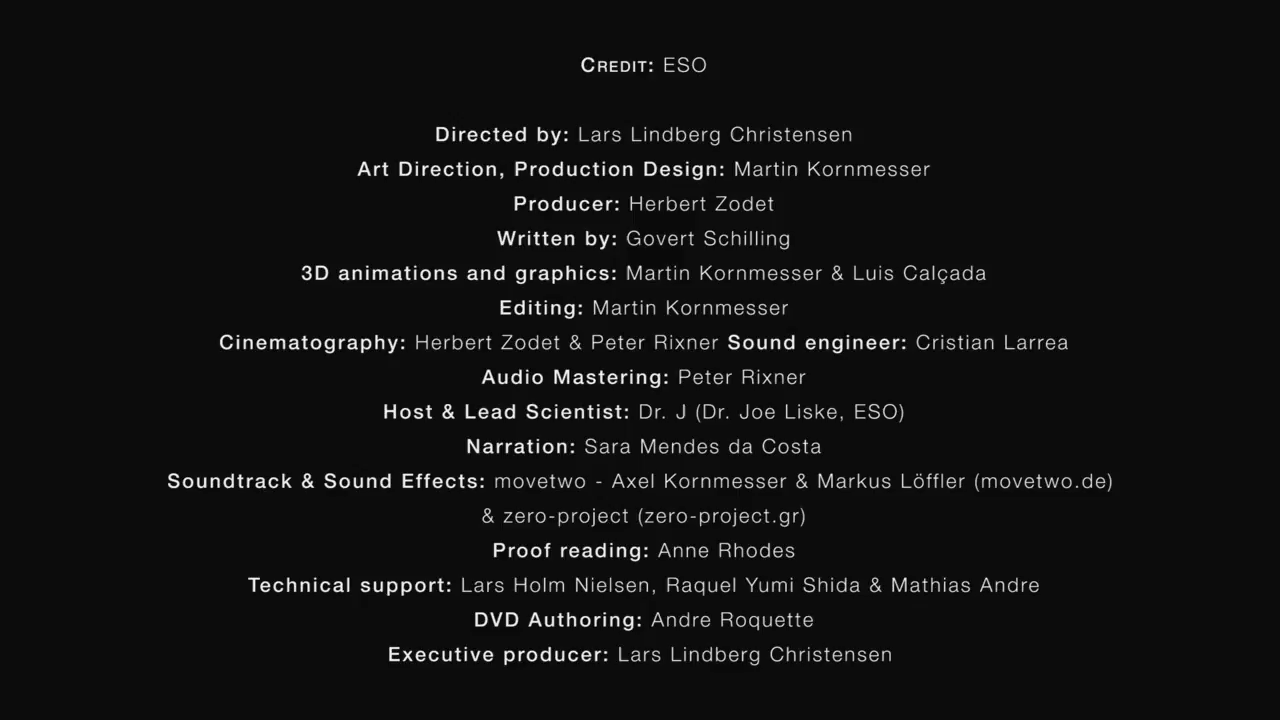 CREDIT: ESO
Directed by: Lars Lindberg Christensen
Art Direction, Production Design: Martin Kornmesser
Producer: Herbert Zodet
Written by: Govert Schilling
3D animations and graphics: Martin Kornmesser & Luis Calçada
Editing: Martin Kornmesser
Cinematography: Herbert Zodet & Peter Rixner Sound engineer: Cristian Larrea
Audio Mastering: Peter Rixner
Host & Lead Scientist: Dr. J (Dr. Joe Liske, ESO)
Narration: Sara Mendes da Costa
Soundtrack & Sound Effects: movetwo - Axel Kornmesser & Markus Löffler (movetwo.de)
& zero-project (zero-project.gr)
Proof reading: Anne Rhodes
Technical support: Lars Holm Nielsen, Raquel Yumi Shida & Mathias Andre
DVD Authoring: Andre Roquette
Executive producer: Lars Lindberg Christensen